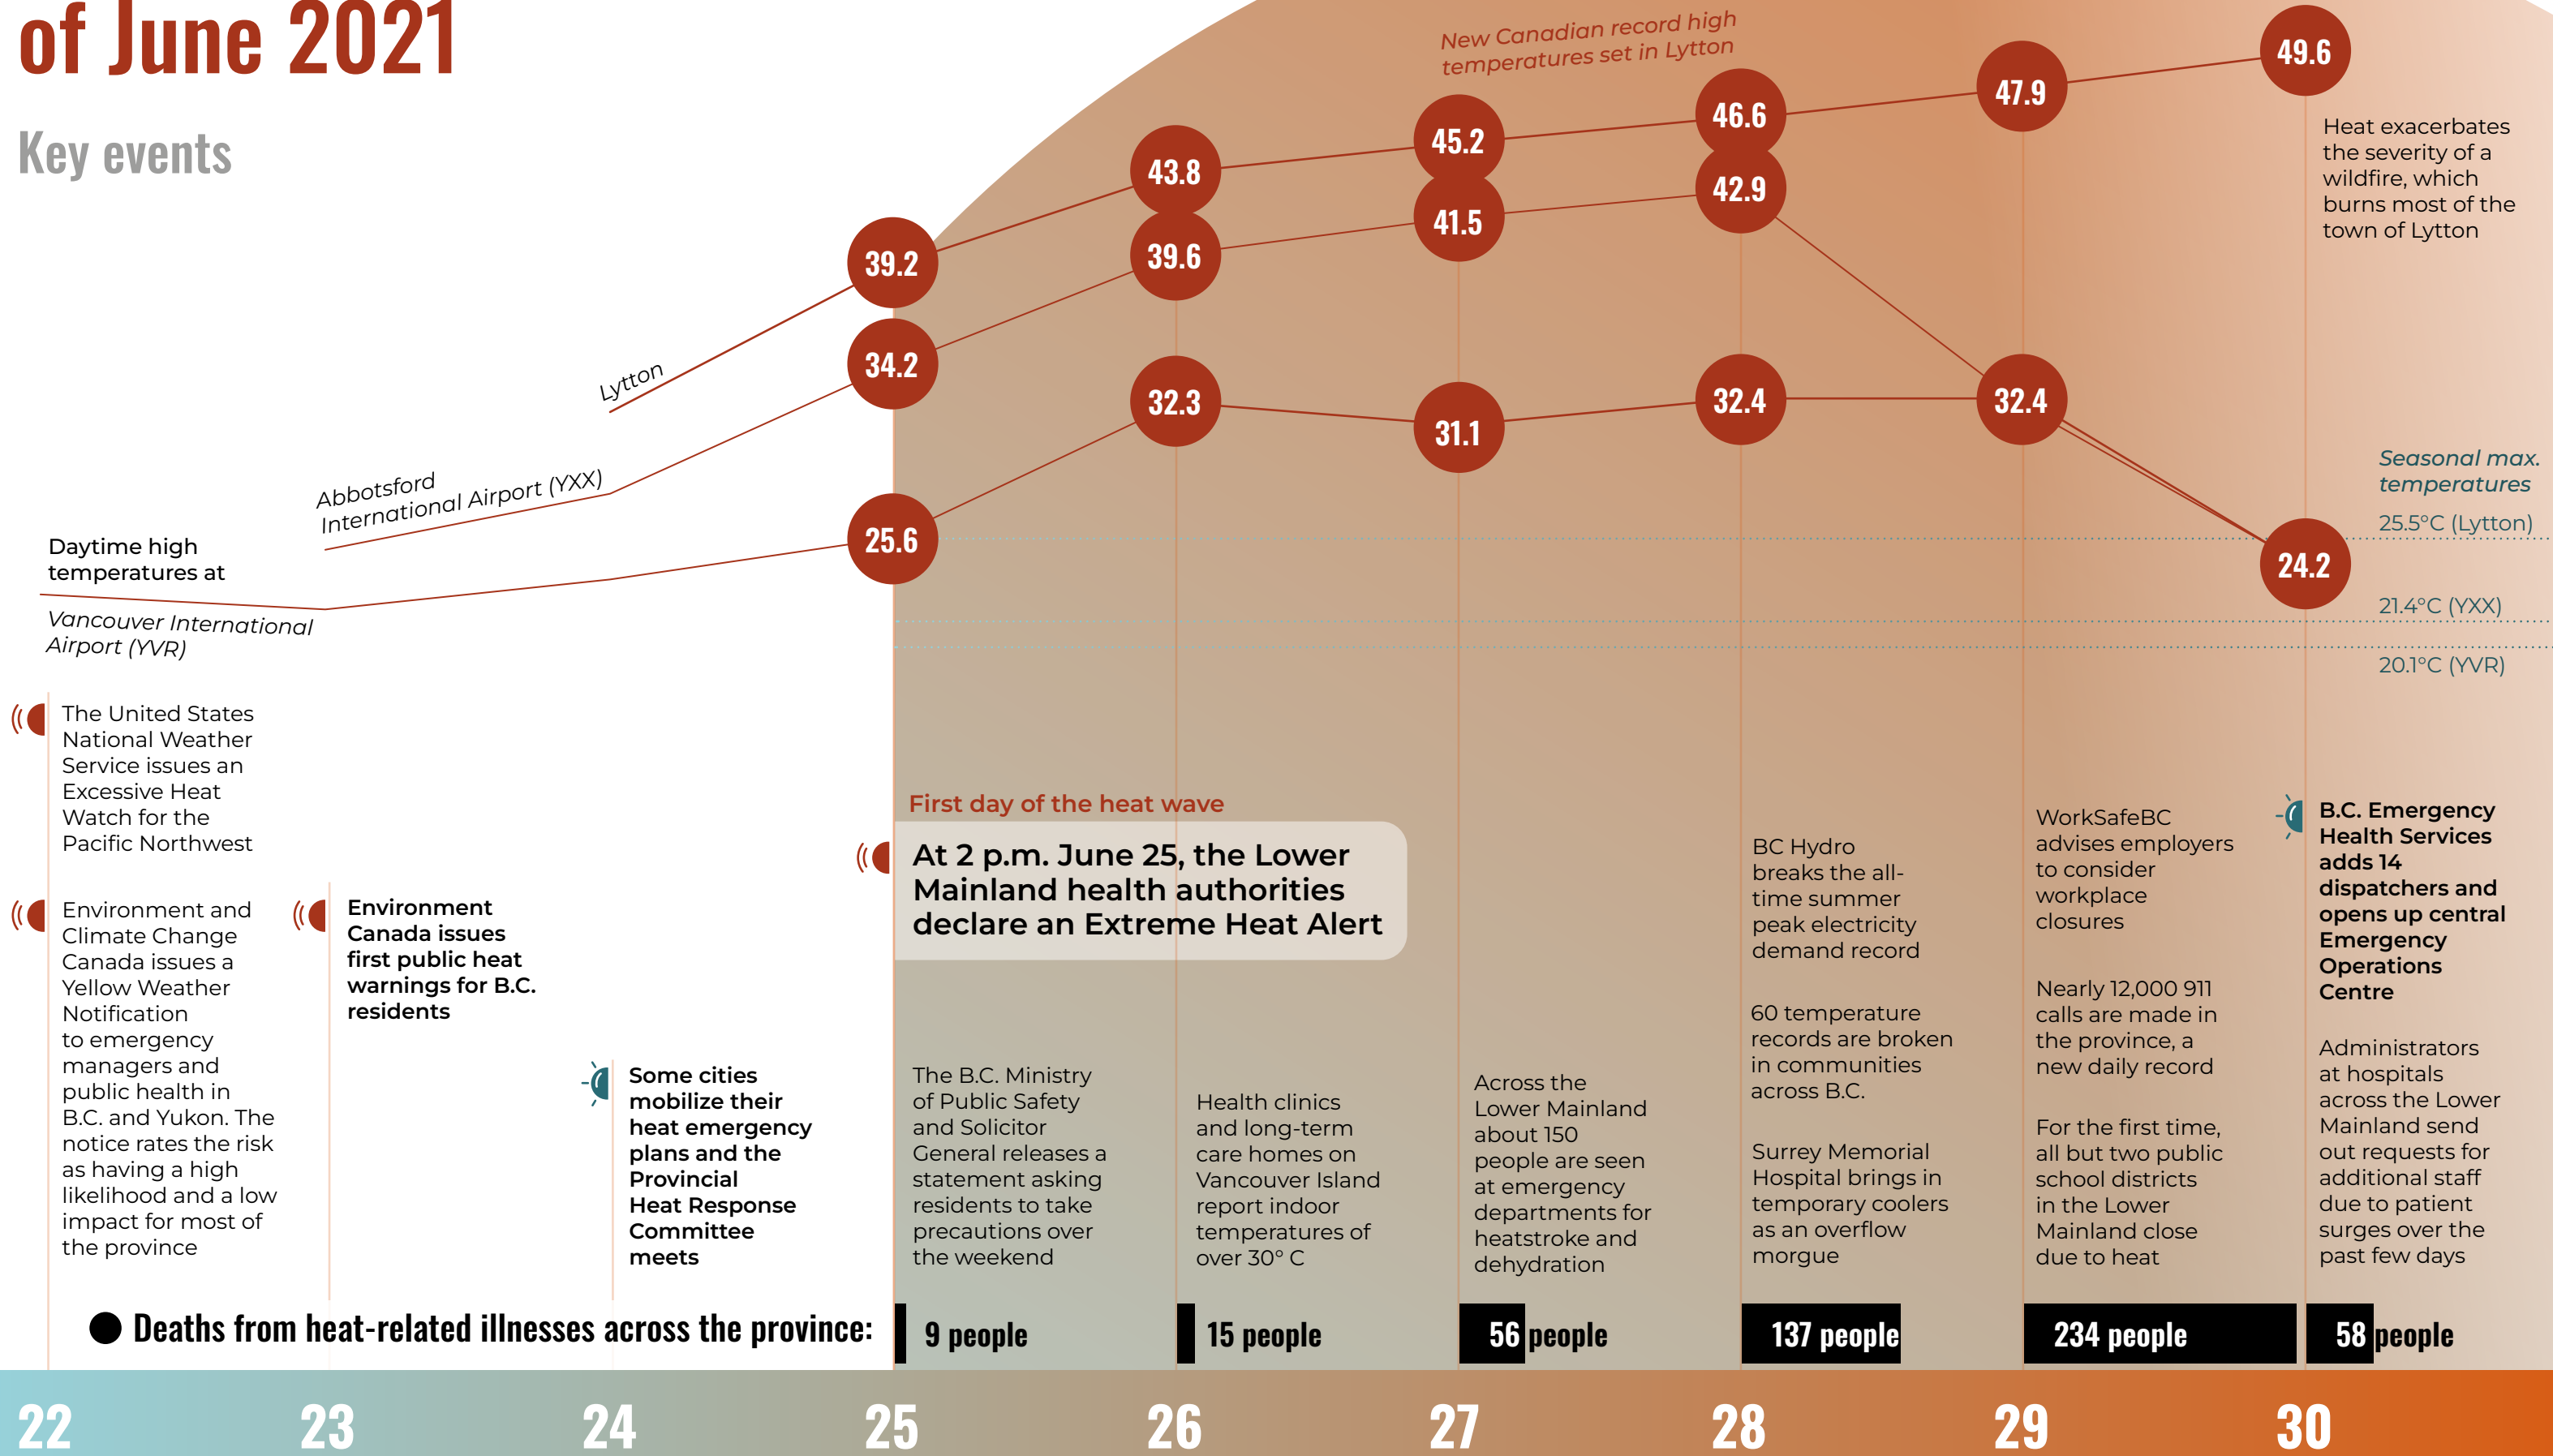 of June 2021
Key events
New Canadian record high
temperatures set in Lytton
39.2
43.8
45.2
46.6
47.9
49.6
34.2
39.6
41.5
42.9
25.6
32.3
31.1
32.4
32.4
24.2
Lytton
Abbotsford
International Airport (YXX)
Daytime high
temperatures at
Vancouver International
Airport (YVR)
Heat exacerbates
the severity of a
wildfire, which
burns most of the
town of Lytton
Seasonal max.
temperatures
25.5°C (Lytton)
21.4°C (YXX)
20.1°C (YVR)
The United States
National Weather
Service issues an
Excessive Heat
Watch for the
Pacific Northwest
Environment and
Climate Change
Canada issues a
Yellow Weather
Notification
to emergency
managers and
public health in
B.C. and Yukon. The
notice rates the risk
as having a high
likelihood and a low
impact for most of
the province
Environment
Canada issues
first public heat
warnings for B.C.
residents
Some cities
mobilize their
heat emergency
plans and the
Provincial
Heat Response
Committee
meets
First day of the heat wave
At 2 p.m. June 25, the Lower
Mainland health authorities
declare an Extreme Heat Alert
The B.C. Ministry
of Public Safety
and Solicitor
General releases a
statement asking
residents to take
precautions over
the weekend
Health clinics
and long-term
care homes on
Vancouver Island
report indoor
temperatures of
over 30° C
Across the
Lower Mainland
about 150
people are seen
at emergency
departments for
heatstroke and
dehydration
BC Hydro
breaks the all-
time summer
peak electricity
demand record
60 temperature
records are broken
in communities
across B.C.
Surrey Memorial
Hospital brings in
temporary coolers
as an overflow
morgue
WorkSafeBC
advises employers
to consider
workplace
closures
Nearly 12,000 911
calls are made in
the province, a
new daily record
For the first time,
all but two public
school districts
in the Lower
Mainland close
due to heat
B.C. Emergency
Health Services
adds 14
dispatchers and
opens up central
Emergency
Operations
Centre
Administrators
at hospitals
across the Lower
Mainland send
out requests for
additional staff
due to patient
surges over the
past few days
Deaths from heat-related illnesses across the province:
9 people
15 people
56 people
137 people
234 people
58 people
22
23
24
25
26
27
28
29
30